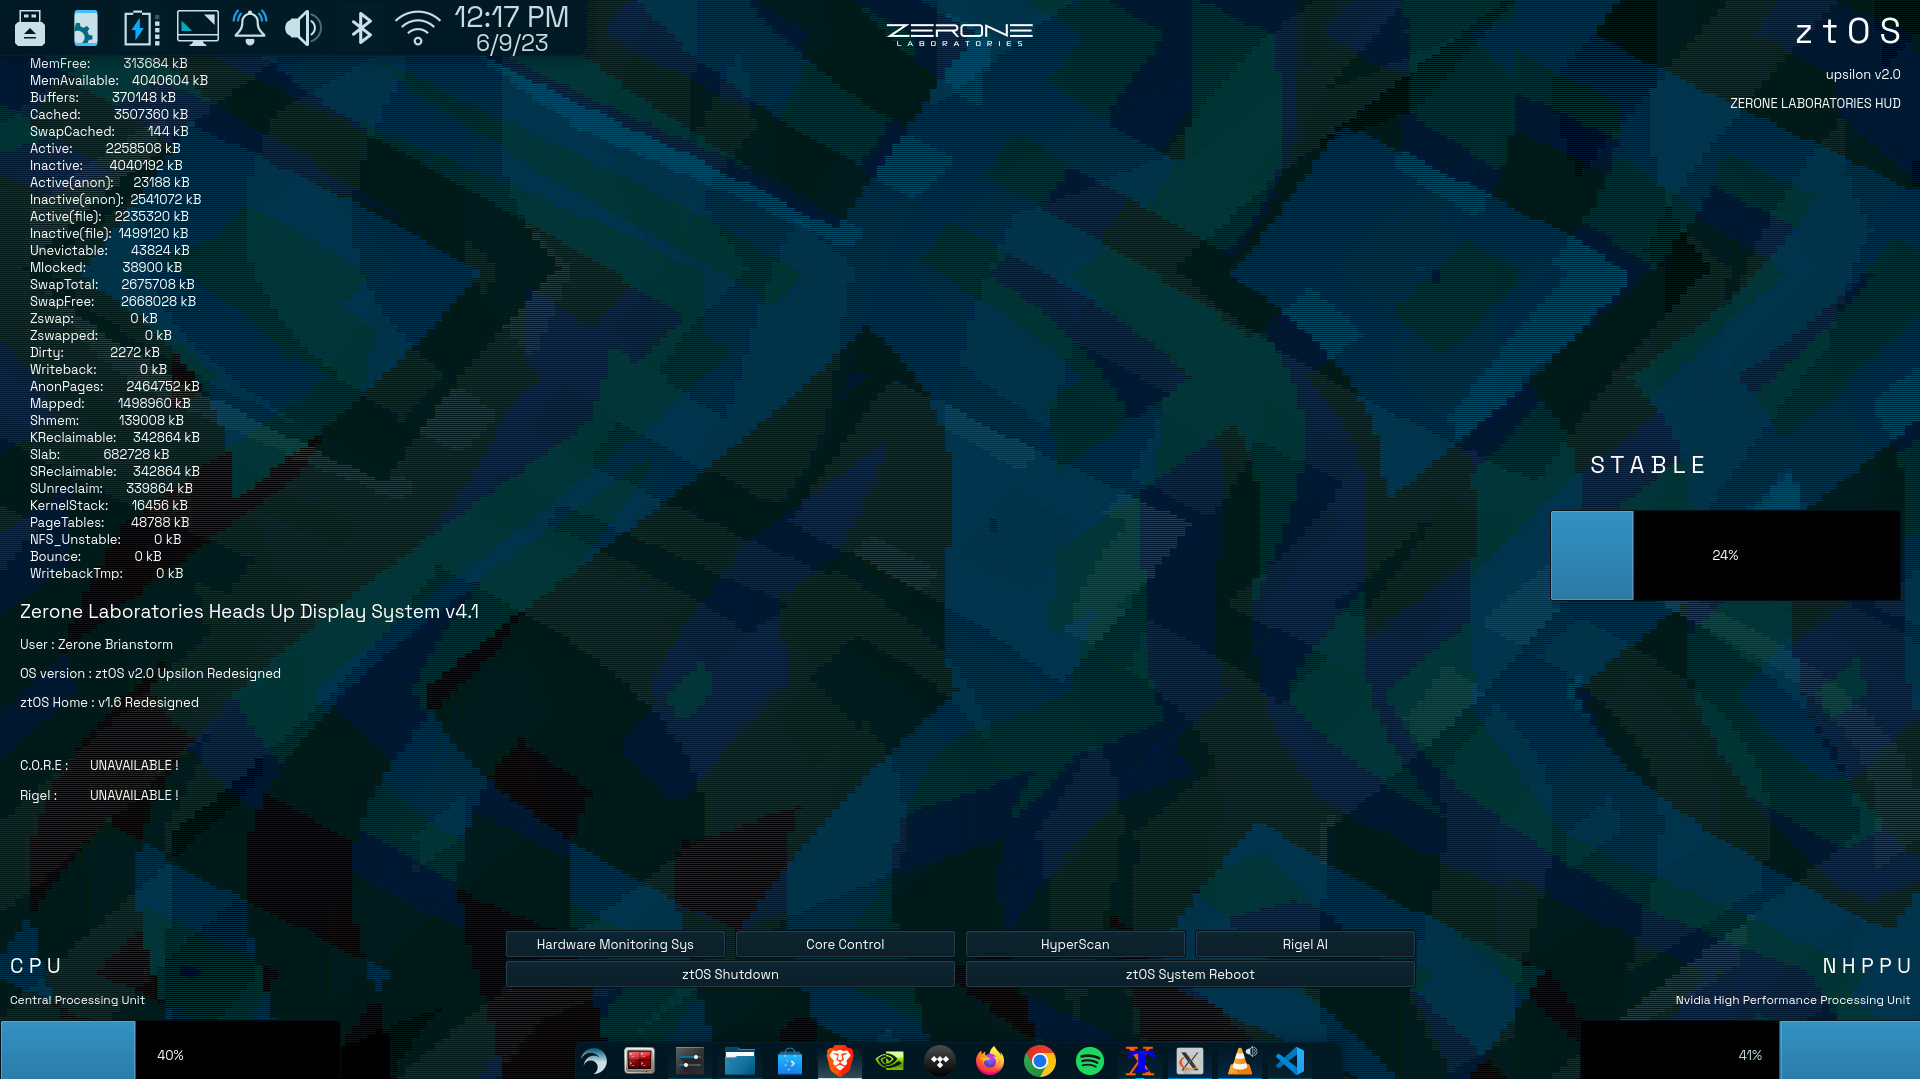 12:17 PM
6/9/23
ZERONE
LABORATORIES
ztOS
upsilon v2.0
ZERONE LABORATORIES HUD
MemFree: 313684 kB
MemAvailable: 4040604 kB
Buffers: 370148 kB
Cached: 3507360 kB
SwapCached: 144 kB
Active: 2258508 kB
Inactive: 4040192 kB
Active(anon): 23188 kB
Inactive(anon): 2541072 kB
Active(file): 2235320 kB
Inactive(file): 1499120 kB
Unevictable: 43824 kB
Mlocked: 38900 kB
SwapTotal: 2675708 kB
SwapFree: 2668028 kB
Zswap: 0 kB
Zswapped: 0 kB
Dirty: 2272 kB
Writeback: 0 kB
AnonPages: 2464752 kB
Mapped: 1498960 kB
Shmem: 139008 kB
KReclaimable: 342864 kB
Slab: 682728 kB
SReclaimable: 342864 kB
SUnreclaim: 339864 kB
KernelStack: 16456 kB
PageTables: 48788 kB
NFS_Unstable: 0 kB
Bounce: 0 kB
WritebackTmp: 0 kB
STABLE
24%
Zerone Laboratories Heads Up Display System v4.1
User : Zerone Brianstorm
OS version : ztOS v2.0 Upsilon Redesigned
ztOS Home : v1.6 Redesigned
C.O.R.E : UNAVAILABLE !
Rigel : UNAVAILABLE !
Hardware Monitoring Sys
Core Control
HyperScan
Rigel AI
ztOS Shutdown
ztOS System Reboot
CPU
Central Processing Unit
40%
NHPPU
Nvidia High Performance Processing Unit
41%